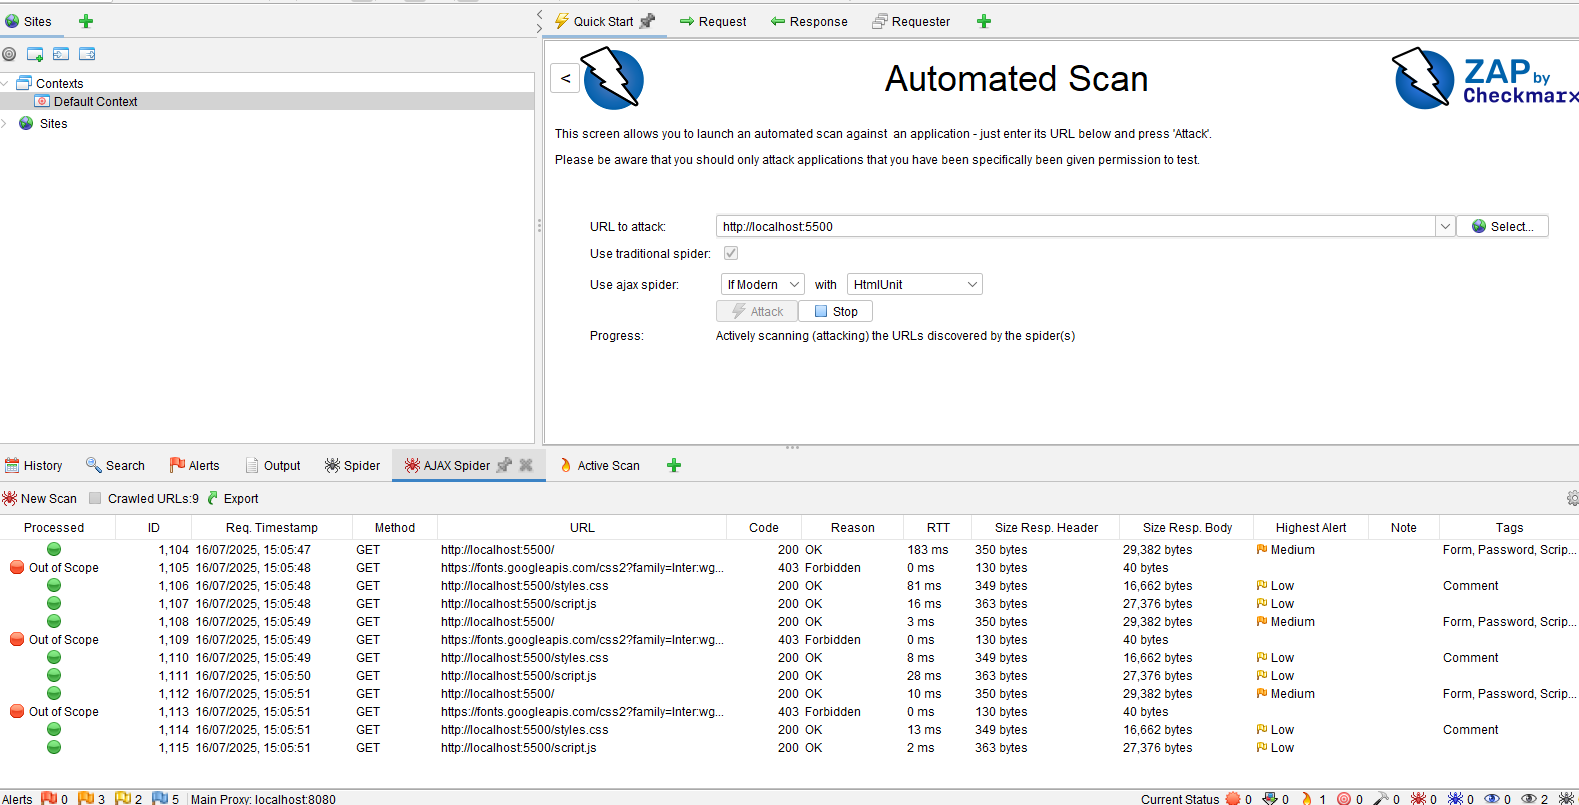 Sites
Quick Start
Request
Response
Requester
Contexts
Default Context
Sites
<
Automated Scan
ZAP by
Checkmarx
This screen allows you to launch an automated scan against  an application - just enter its URL below and press 'Attack'.
Please be aware that you should only attack applications that you have been specifically been given permission to test.
URL to attack: http://localhost:5500 Select...
Use traditional spider:
Use ajax spider: If Modern with HtmlUnit
Attack Stop
Progress: Actively scanning (attacking) the URLs discovered by the spider(s)
History Search Alerts Output Spider AJAX Spider Active Scan
New Scan Crawled URLs:9 Export
Processed ID Req. Timestamp Method URL Code Reason RTT Size Resp. Header Size Resp. Body Highest Alert Note Tags
1,104 16/07/2025, 15:05:47 GET http://localhost:5500/ 200 OK 183 ms 350 bytes 29,382 bytes Medium Form, Password, Scrip...
Out of Scope 1,105 16/07/2025, 15:05:48 GET https://fonts.googleapis.com/css2?family=Inter:wg... 403 Forbidden 0 ms 130 bytes 40 bytes
1,106 16/07/2025, 15:05:48 GET http://localhost:5500/styles.css 200 OK 81 ms 349 bytes 16,662 bytes Low Comment
1,107 16/07/2025, 15:05:48 GET http://localhost:5500/script.js 200 OK 16 ms 363 bytes 27,376 bytes Low
1,108 16/07/2025, 15:05:49 GET http://localhost:5500/ 200 OK 3 ms 350 bytes 29,382 bytes Medium Form, Password, Scrip...
Out of Scope 1,109 16/07/2025, 15:05:49 GET https://fonts.googleapis.com/css2?family=Inter:wg... 403 Forbidden 0 ms 130 bytes 40 bytes
1,110 16/07/2025, 15:05:49 GET http://localhost:5500/styles.css 200 OK 8 ms 349 bytes 16,662 bytes Low Comment
1,111 16/07/2025, 15:05:50 GET http://localhost:5500/script.js 200 OK 28 ms 363 bytes 27,376 bytes Low
1,112 16/07/2025, 15:05:51 GET http://localhost:5500/ 200 OK 10 ms 350 bytes 29,382 bytes Medium Form, Password, Scrip...
Out of Scope 1,113 16/07/2025, 15:05:51 GET https://fonts.googleapis.com/css2?family=Inter:wg... 403 Forbidden 0 ms 130 bytes 40 bytes
1,114 16/07/2025, 15:05:51 GET http://localhost:5500/styles.css 200 OK 13 ms 349 bytes 16,662 bytes Low Comment
1,115 16/07/2025, 15:05:51 GET http://localhost:5500/script.js 200 OK 2 ms 363 bytes 27,376 bytes Low
Alerts 0 3 2 5 Main Proxy: localhost:8080 Current Status 0 0 1 0 0 0 0 0 2